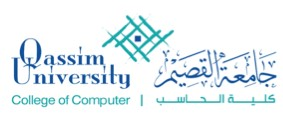 Qassim
University
جامعة القصيم
College of Computer | كلية الحاسب